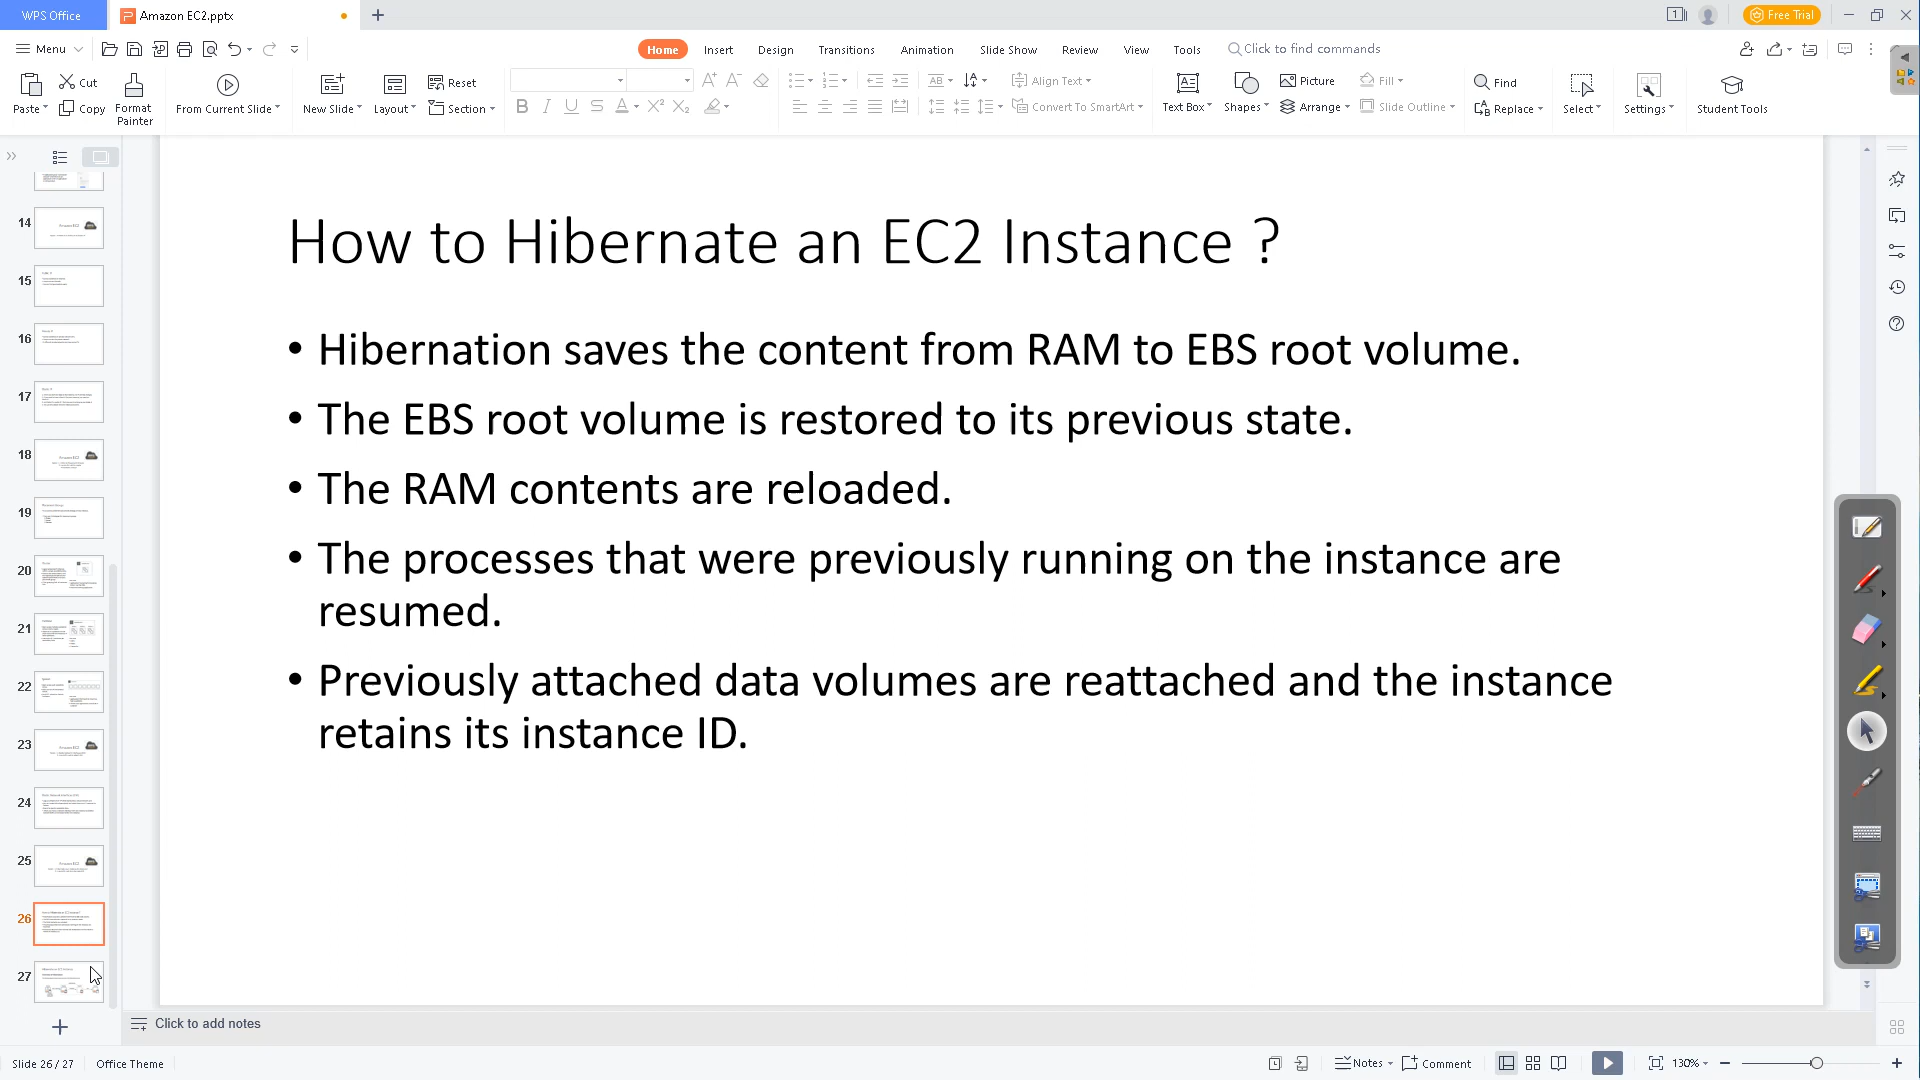 WPS Office
Amazon EC2.pptx
Free Trial
Menu
Home
Insert
Design
Transitions
Animation
Slide Show
Review
View
Tools
Click to find commands
Paste
Cut
Copy
Format
Painter
From Current Slide
New Slide
Layout
Reset
Section
Align Text
Convert To SmartArt
Text Box
Shapes
Picture
Arrange
Fill
Slide Outline
Find
Replace
Select
Settings
Student Tools
14
15
16
17
18
19
20
21
22
23
24
25
26
27
How to Hibernate an EC2 Instance ?
• Hibernation saves the content from RAM to EBS root volume.
• The EBS root volume is restored to its previous state.
• The RAM contents are reloaded.
• The processes that were previously running on the instance are
resumed.
• Previously attached data volumes are reattached and the instance
retains its instance ID.
Click to add notes
Slide 26 / 27
Office Theme
Notes
Comment
130%